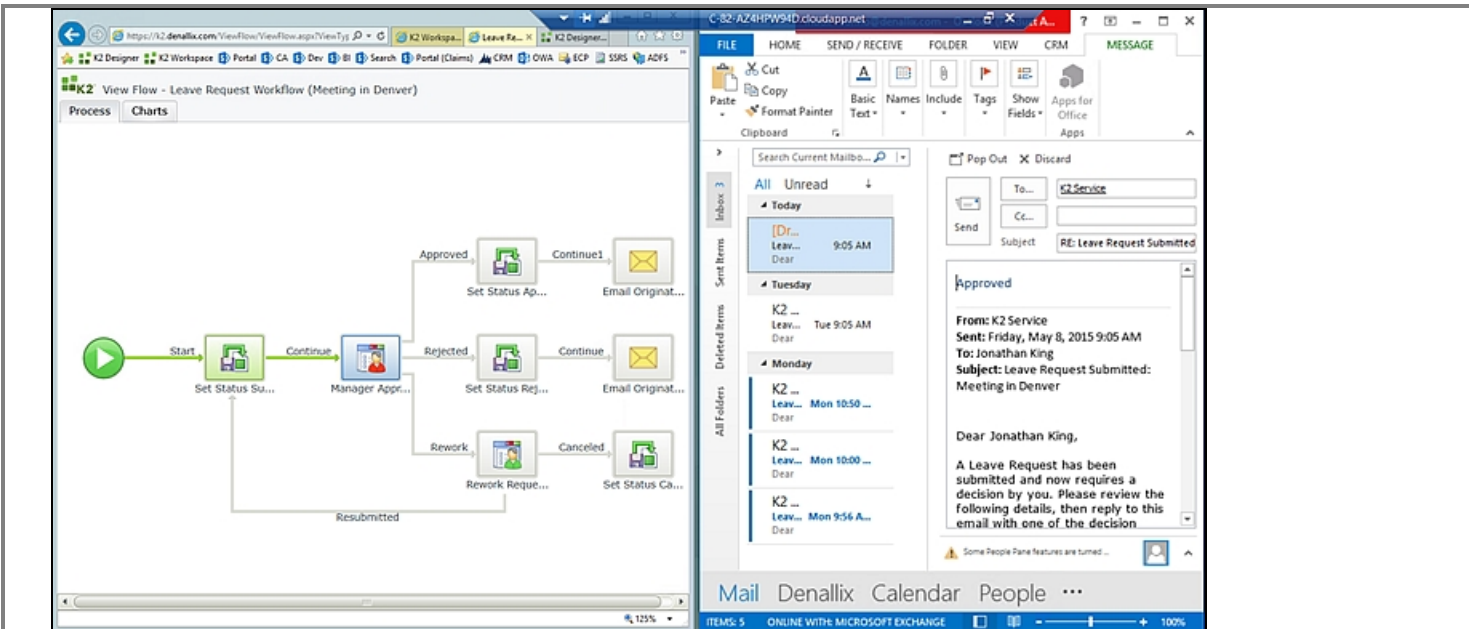 C-82-AZ4HPW94D.cloudapp.net
https://k2.denallix.com/ViewFlow/ViewFlow.aspx?ViewTyp
K2 Workspa...
Leave Re...
K2 Designer...
K2 Designer K2 Workspace Portal CA Dev BI Search Portal (Claims) CRM OWA ECP SSRS ADFS
K2 View Flow - Leave Request Workflow (Meeting in Denver)
Process Charts
Approved
Continue1
Set Status Ap...
Email Originat...
Start
Continue
Rejected
Continue
Set Status Su...
Manager Appr...
Set Status Rej...
Email Originat...
Rework
Canceled
Rework Reque...
Set Status Ca...
Resubmitted
125%
FILE HOME SEND / RECEIVE FOLDER VIEW CRM MESSAGE
Paste
Cut
Copy
Format Painter
Clipboard
Basic Text
Names
Include
Tags
Show Fields
Apps for Office
Apps
Search Current Mailbo...
All Unread
Inbox 3
Sent Items
Deleted Items
All Folders
Today
[Dr...
Leav... 9:05 AM
Dear
Tuesday
K2 ...
Leav... Tue 9:05 AM
Dear
Monday
K2 ...
Leav... Mon 10:50 ...
Dear
K2 ...
Leav... Mon 10:00 ...
Dear
K2 ...
Leav... Mon 9:56 A...
Dear
Pop Out Discard
Send
To... K2 Service
Cc...
Subject RE: Leave Request Submitted
Approved
From: K2 Service
Sent: Friday, May 8, 2015 9:05 AM
To: Jonathan King
Subject: Leave Request Submitted:
Meeting in Denver
Dear Jonathan King,
A Leave Request has been
submitted and now requires a
decision by you. Please review the
following details, then reply to this
email with one of the decision
Some People Pane features are turned ...
Mail Denallix Calendar People ...
ITEMS: 5 ONLINE WITH: MICROSOFT EXCHANGE 100%